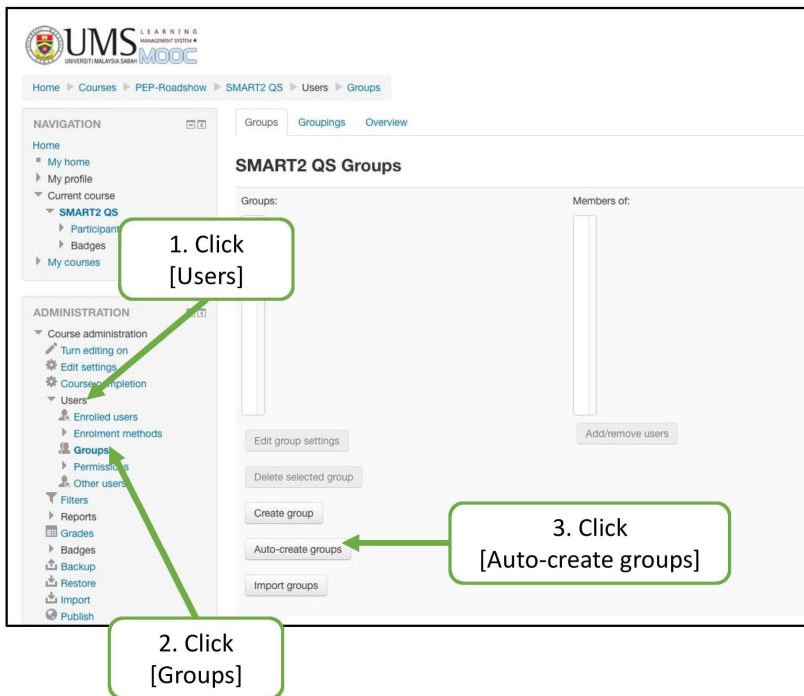 UMS LEARNING
MANAGEMENT SYSTEM
UNIVERSITI MALAYSIA SABAH MOOC
Home Courses PEP-Roadshow SMART2 QS Users Groups
NAVIGATION
Home
My home
My profile
Current course
SMART2 QS
Participant
Badges
My courses
ADMINISTRATION
Course administration
Turn editing on
Edit settings
Course completion
Users
Enrolled users
Enrolment methods
Groups
Permissions
Other users
Filters
Reports
Grades
Badges
Backup
Restore
Import
Publish
Groups Groupings Overview
SMART2 QS Groups
Groups:
Members of:
Edit group settings
Add/remove users
Delete selected group
Create group
Auto-create groups
Import groups
1. Click
[Users]
2. Click
[Groups]
3. Click
[Auto-create groups]